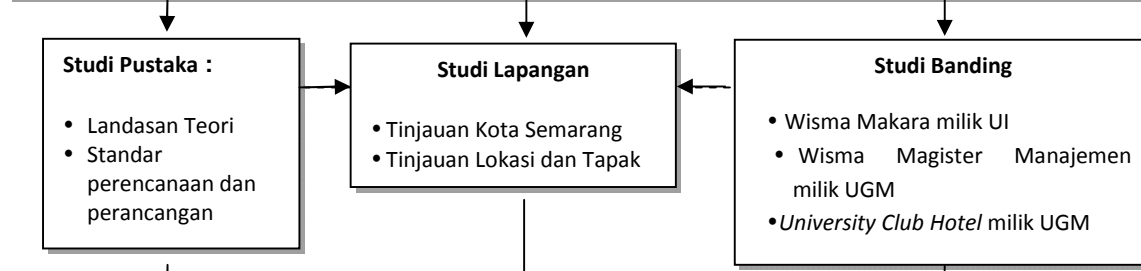 Studi Pustaka :
• Landasan Teori
• Standar
perencanaan dan
perancangan
Studi Lapangan
• Tinjauan Kota Semarang
• Tinjauan Lokasi dan Tapak
Studi Banding
• Wisma Makara milik UI
• Wisma Magister Manajemen
milik UGM
• University Club Hotel milik UGM